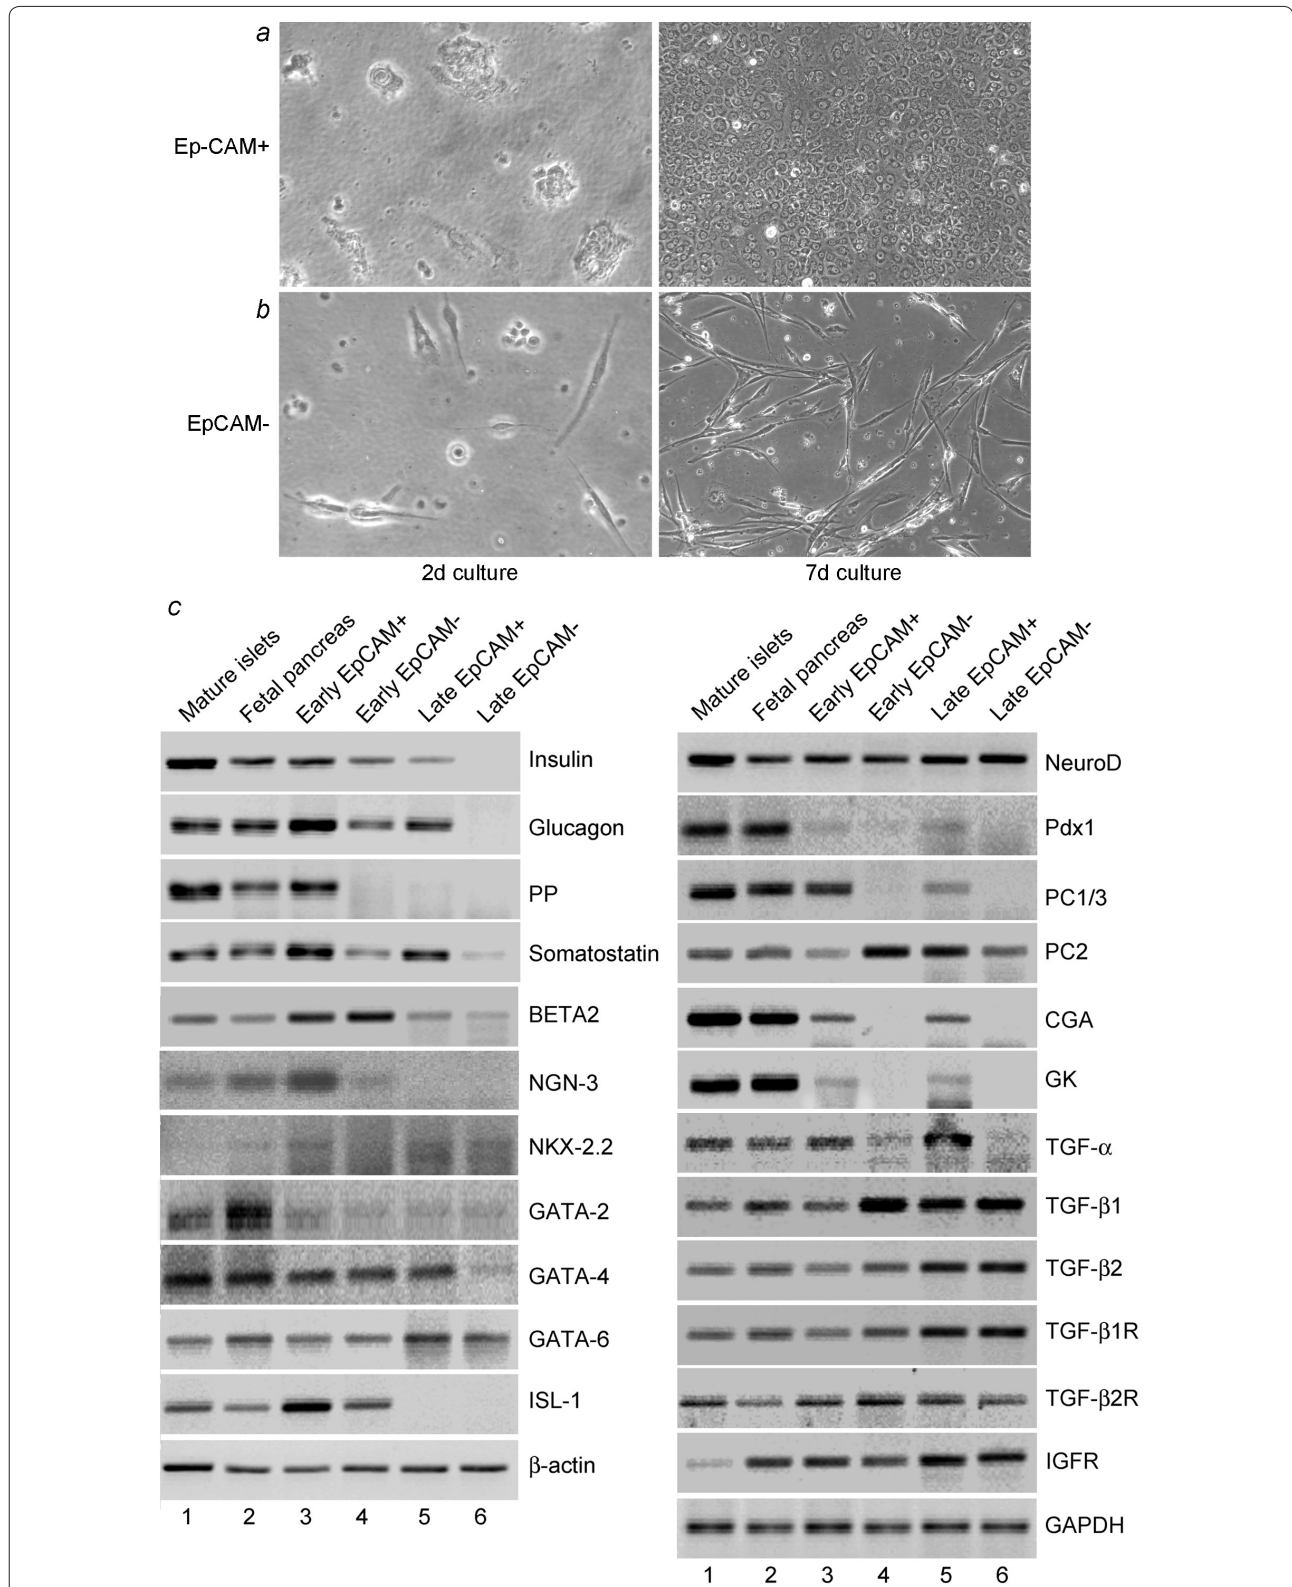 a
Ep-CAM+
b
EpCAM-
2d culture
7d culture
c
Mature islets
Fetal pancreas
Early EpCAM+
Early EpCAM-
Late EpCAM+
Late EpCAM-
Insulin
Glucagon
PP
Somatostatin
BETA2
NGN-3
NKX-2.2
GATA-2
GATA-4
GATA-6
ISL-1
β-actin
1 2 3 4 5 6
Mature islets
Fetal pancreas
Early EpCAM+
Early EpCAM-
Late EpCAM+
Late EpCAM-
NeuroD
Pdx1
PC1/3
PC2
CGA
GK
TGF-α
TGF-β1
TGF-β2
TGF-β1R
TGF-β2R
IGFR
GAPDH
1 2 3 4 5 6